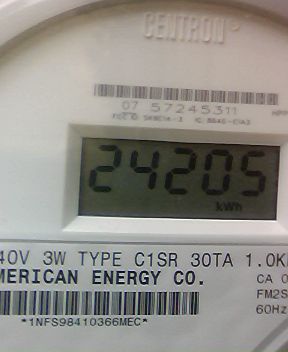 CENTRON®
07 57245311
24205
kWh
40V 3W TYPE C1SR 30TA 1.0K
MERICAN ENERGY CO.
CA 0
FM2S
60Hz
*1NFS98410366MEC*